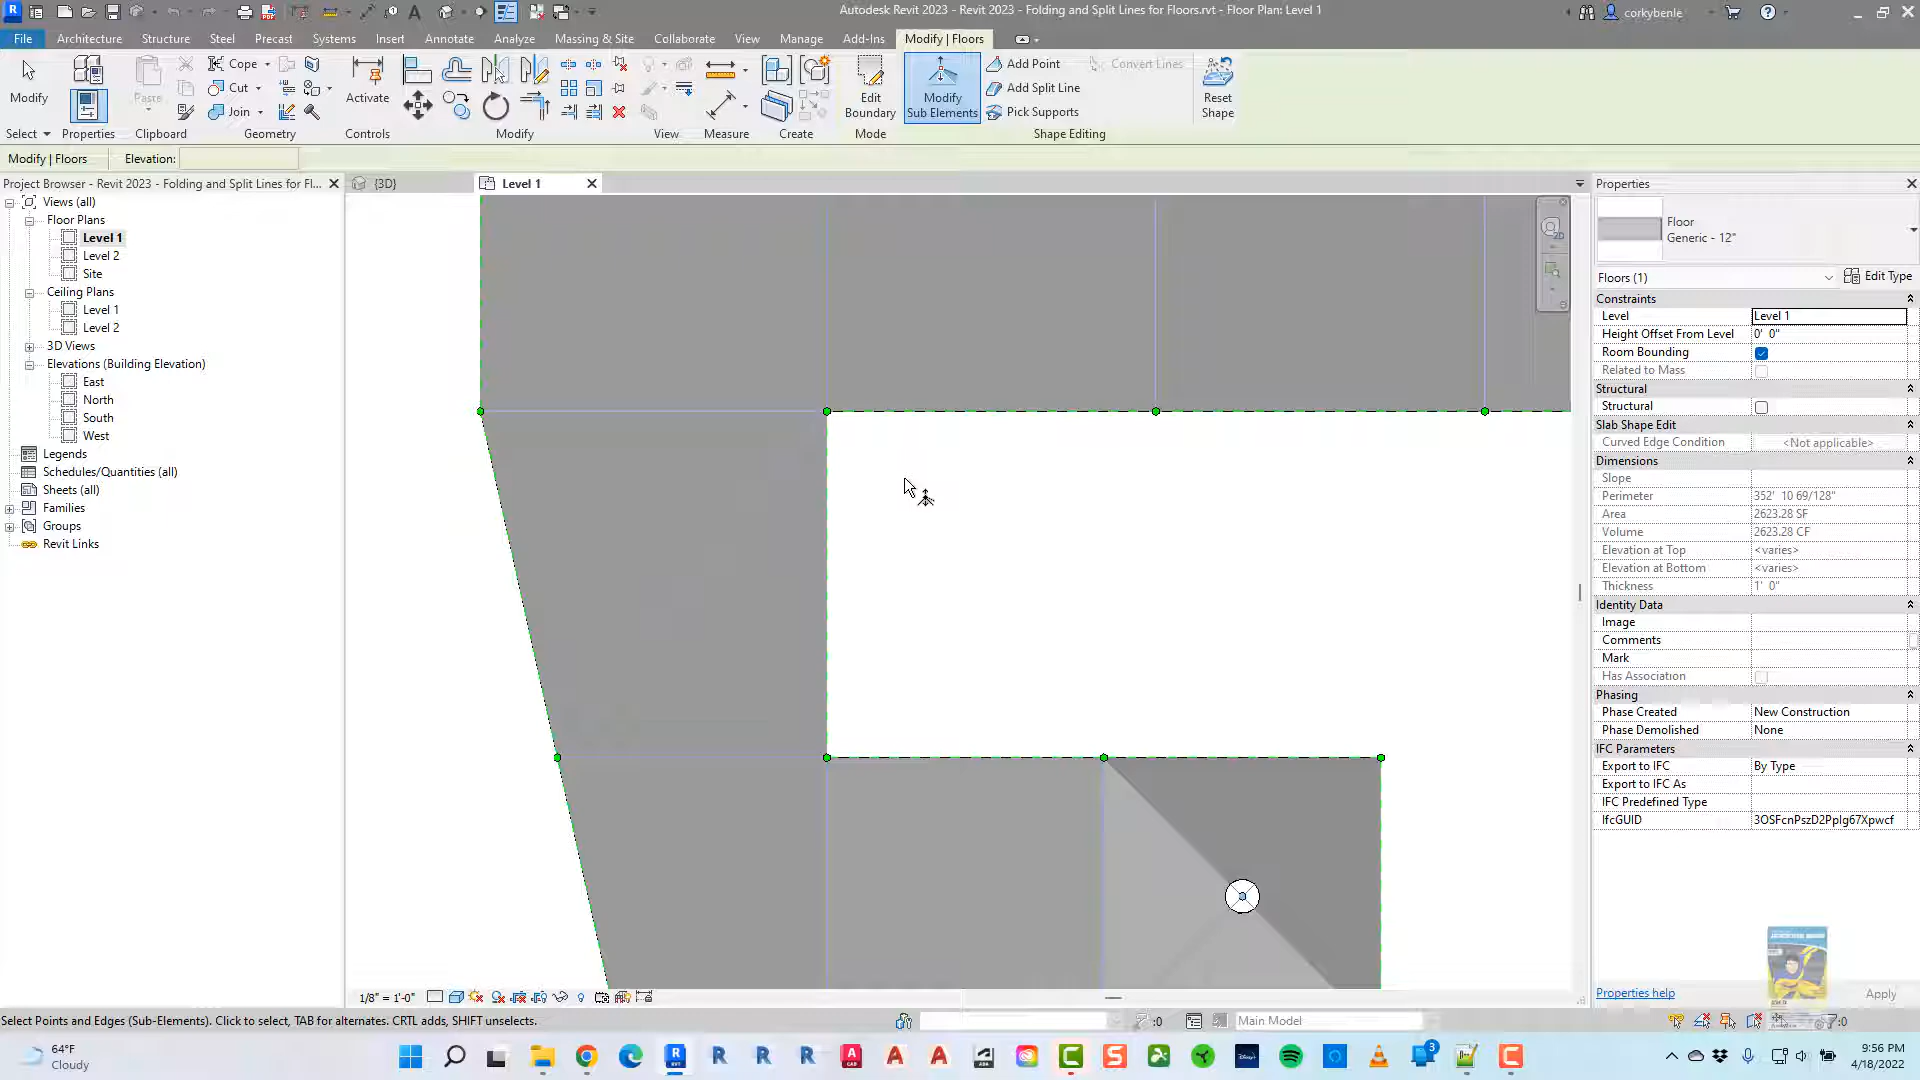 Autodesk Revit 2023 - Revit 2023 - Folding and Split Lines for Floors.rvt - Floor Plan: Level 1
corkybenle
File Architecture Structure Steel Precast Systems Insert Annotate Analyze Massing & Site Collaborate View Manage Add-Ins Modify | Floors
Modify
Paste
Cope
Cut
Join
Activate
Edit Boundary
Modify Sub Elements
Add Point
Add Split Line
Pick Supports
Convert Lines
Reset Shape
Select Properties Clipboard Geometry Controls Modify View Measure Create Mode Shape Editing
Modify | Floors Elevation:
Project Browser - Revit 2023 - Folding and Split Lines for Fl...
{3D}
Level 1
Properties
Views (all)
Floor Plans
Level 1
Level 2
Site
Ceiling Plans
Level 1
Level 2
3D Views
Elevations (Building Elevation)
East
North
South
West
Legends
Schedules/Quantities (all)
Sheets (all)
Families
Groups
Revit Links
2D
Floor
Generic - 12"
Floors (1) Edit Type
Constraints
Level Level 1
Height Offset From Level 0' 0"
Room Bounding
Related to Mass
Structural
Structural
Slab Shape Edit
Curved Edge Condition <Not applicable>
Dimensions
Slope
Perimeter 352' 10 69/128"
Area 2623.28 SF
Volume 2623.28 CF
Elevation at Top <varies>
Elevation at Bottom <varies>
Thickness 1' 0"
Identity Data
Image
Comments
Mark
Has Association
Phasing
Phase Created New Construction
Phase Demolished None
IFC Parameters
Export to IFC By Type
Export to IFC As
IFC Predefined Type
IfcGUID 3OSFcnPszD2Pplg67Xpwcf
Properties help Apply
1/8" = 1'-0"
Select Points and Edges (Sub-Elements). Click to select, TAB for alternates. CRTL adds, SHIFT unselects.
:0
Main Model
:0
64°F
Cloudy
3
9:56 PM
4/18/2022